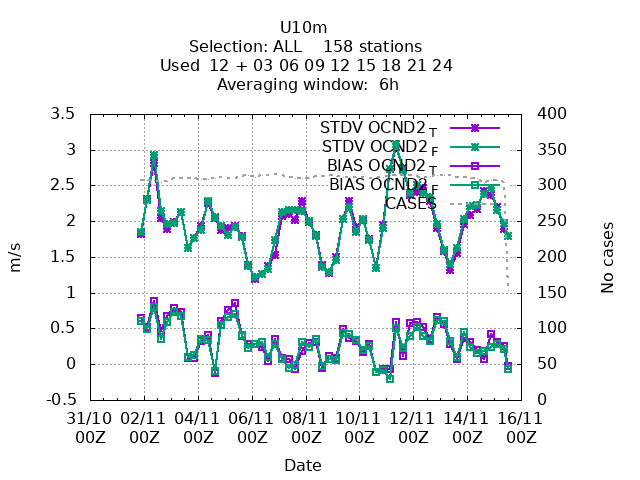 U10m
Selection: ALL    158 stations
Used  12 + 03 06 09 12 15 18 21 24
Averaging window:  6h
3.5
3
2.5
2
1.5
1
0.5
0
-0.5
m/s
400
350
300
250
200
150
100
50
0
No cases
STDV OCND2 T
STDV OCND2 F
BIAS OCND2 T
BIAS OCND2 F
CASES
31/10 02/11 04/11 06/11 08/11 10/11 12/11 14/11 16/11
00Z 00Z 00Z 00Z 00Z 00Z 00Z 00Z 00Z
Date